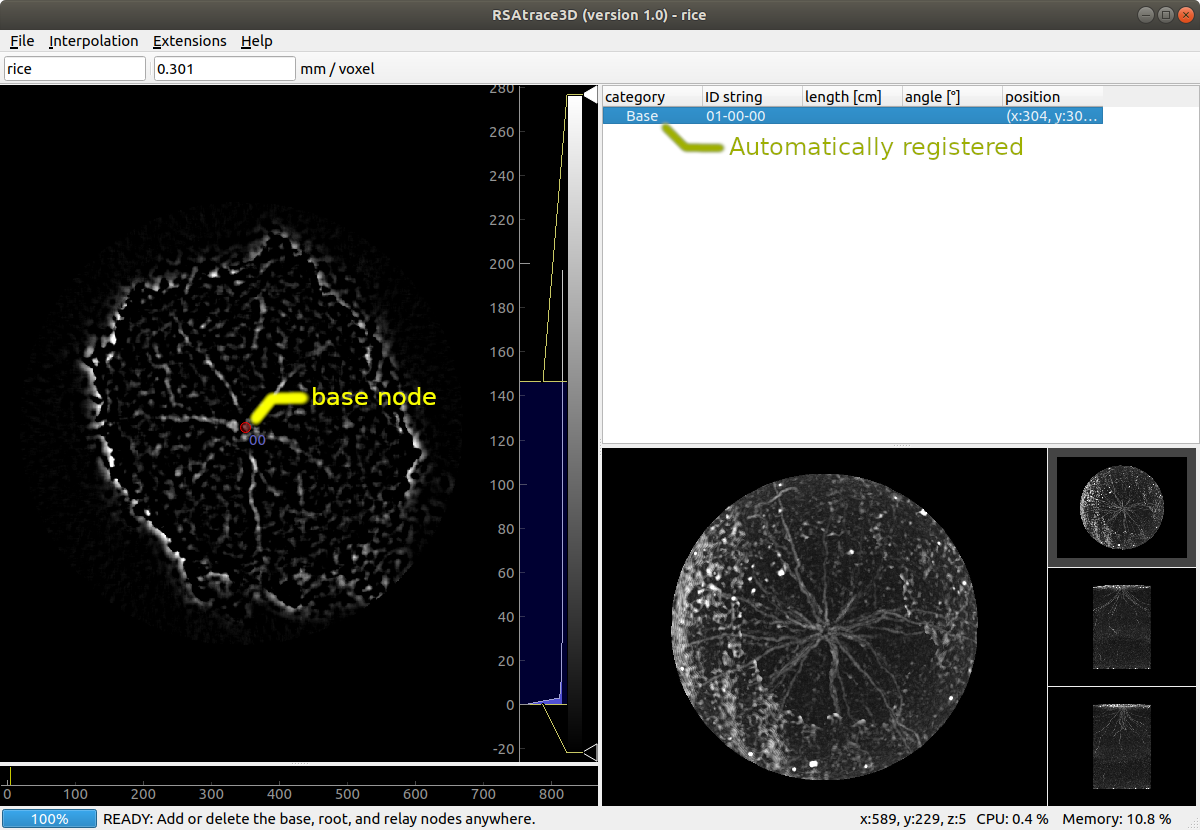 RSAtrace3D (version 1.0) - rice
File Interpolation Extensions Help
rice 0.301 mm / voxel
category ID string length [cm] angle [°] position
Base 01-00-00 (x:304, y:30...
Automatically registered
280
260
240
220
200
180
160
140
120
100
80
60
40
20
0
-20
base node
00
0 100 200 300 400 500 600 700 800
100% READY: Add or delete the base, root, and relay nodes anywhere. x:589, y:229, z:5 CPU: 0.4 % Memory: 10.8 %